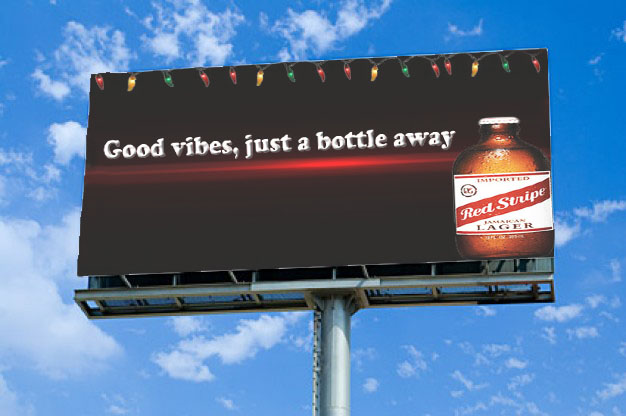 Good vibes, just a bottle away
IMPORTED
Red Stripe
JAMAICAN
LAGER